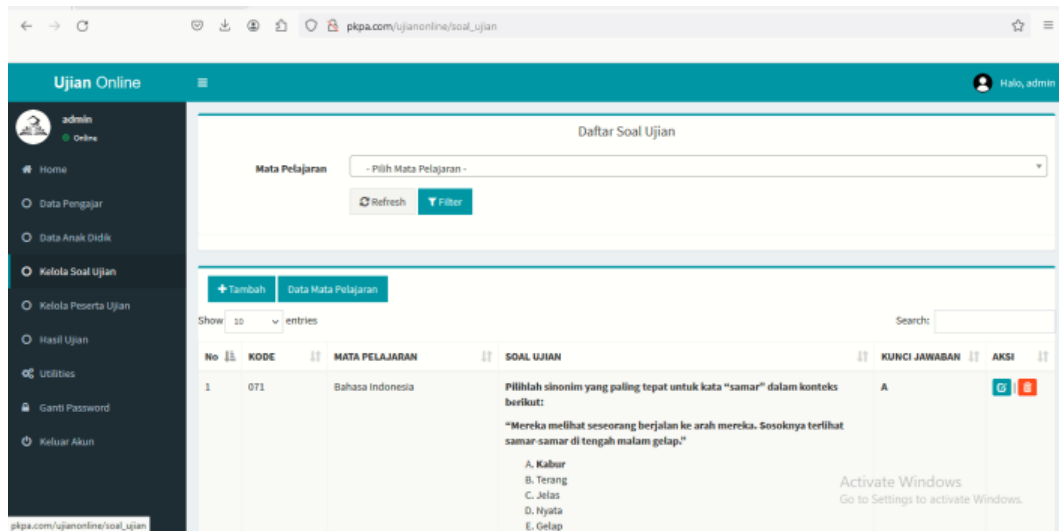 pkpa.com/ujianonline/soal_ujian
Ujian Online
Halo, admin
admin
Online
Home
Data Pengajar
Data Anak Didik
Kelola Soal Ujian
Kelola Peserta Ujian
Hasil Ujian
Utilities
Ganti Password
Keluar Akun
Daftar Soal Ujian
Mata Pelajaran - Pilih Mata Pelajaran -
Refresh Filter
Tambah Data Mata Pelajaran
Show 10 entries Search:
No KODE MATA PELAJARAN SOAL UJIAN KUNCI JAWABAN AKSI
1 071 Bahasa Indonesia Pilihlah sinonim yang paling tepat untuk kata “samar” dalam konteks A
berikut:
“Mereka melihat seseorang berjalan ke arah mereka. Sosoknya terlihat
samar-samar di tengah malam gelap.”
A. Kabur
B. Terang
C. Jelas
D. Nyata
E. Gelap
Activate Windows
Go to Settings to activate Windows.
pkpa.com/ujianonline/soal_ujian